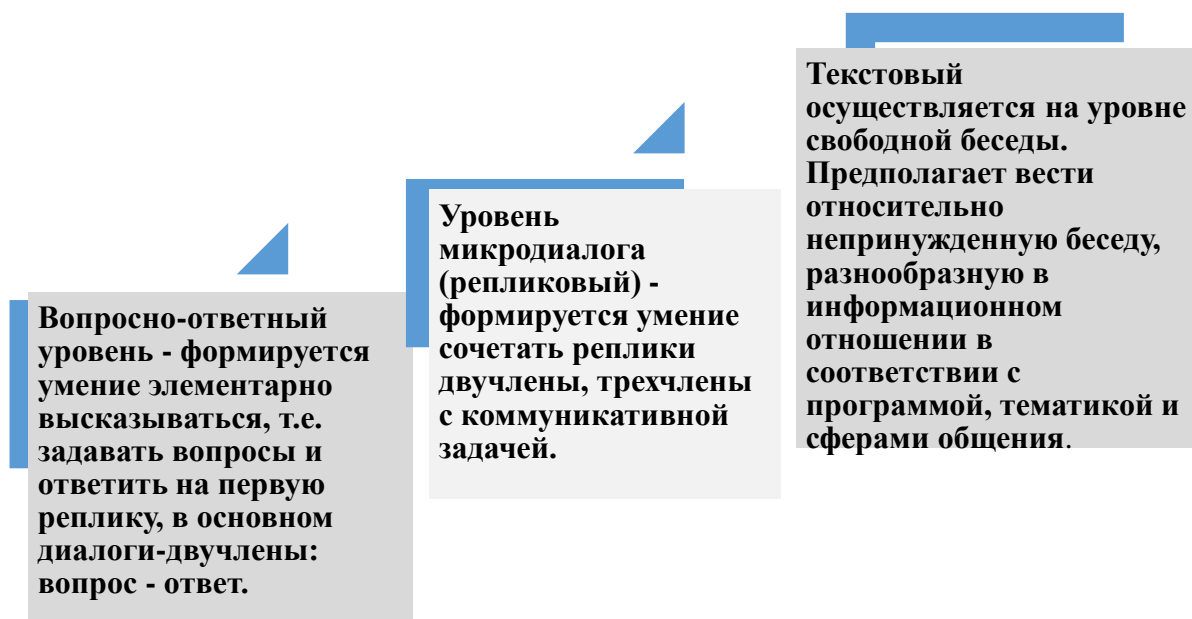 Вопросно-ответный
уровень - формируется
умение элементарно
высказываться, т.е.
задавать вопросы и
ответить на первую
реплику, в основном
диалоги-двучлены:
вопрос - ответ.
Уровень
микродиалога
(репликовый) -
формируется умение
сочетать реплики
двучлены, трехчлены
с коммуникативной
задачей.
Текстовый
осуществляется на уровне
свободной беседы.
Предполагает вести
относительно
непринужденную беседу,
разнообразную в
информационном
отношении в
соответствии с
программой, тематикой и
сферами общения.